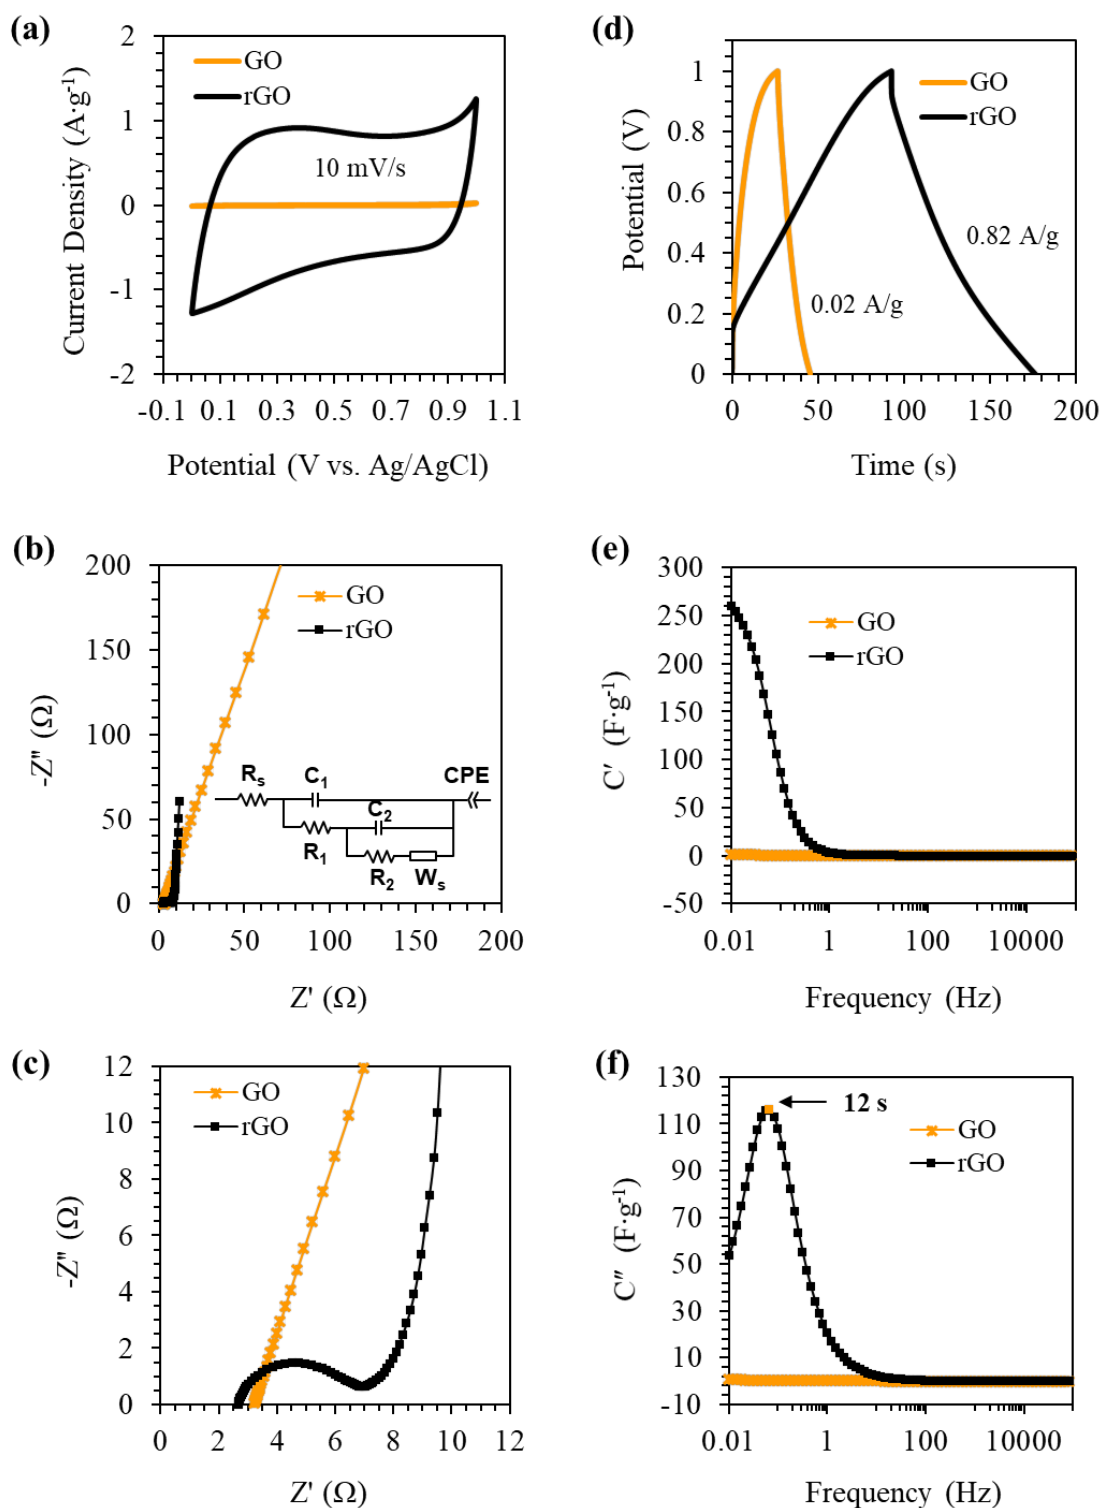 (a)
2
1
0
-1
-2
Current Density (A·g⁻¹)
GO
rGO
10 mV/s
-0.1 0.1 0.3 0.5 0.7 0.9 1.1
Potential (V vs. Ag/AgCl)
(d)
1
0.8
0.6
0.4
0.2
0
Potential (V)
GO
rGO
0.82 A/g
0.02 A/g
0 50 100 150 200
Time (s)
(b)
200
150
100
50
0
-Z" (Ω)
GO
rGO
Rs C1 CPE
C2
R1
R2 Ws
0 50 100 150 200
Z' (Ω)
(e)
300
250
200
150
100
50
0
-50
C′ (F·g⁻¹)
GO
rGO
0.01 1 100 10000
Frequency (Hz)
(c)
12
10
8
6
4
2
0
-Z" (Ω)
GO
rGO
0 2 4 6 8 10 12
Z' (Ω)
(f)
130
110
90
70
50
30
10
-10
C″ (F·g⁻¹)
12 s
GO
rGO
0.01 1 100 10000
Frequency (Hz)